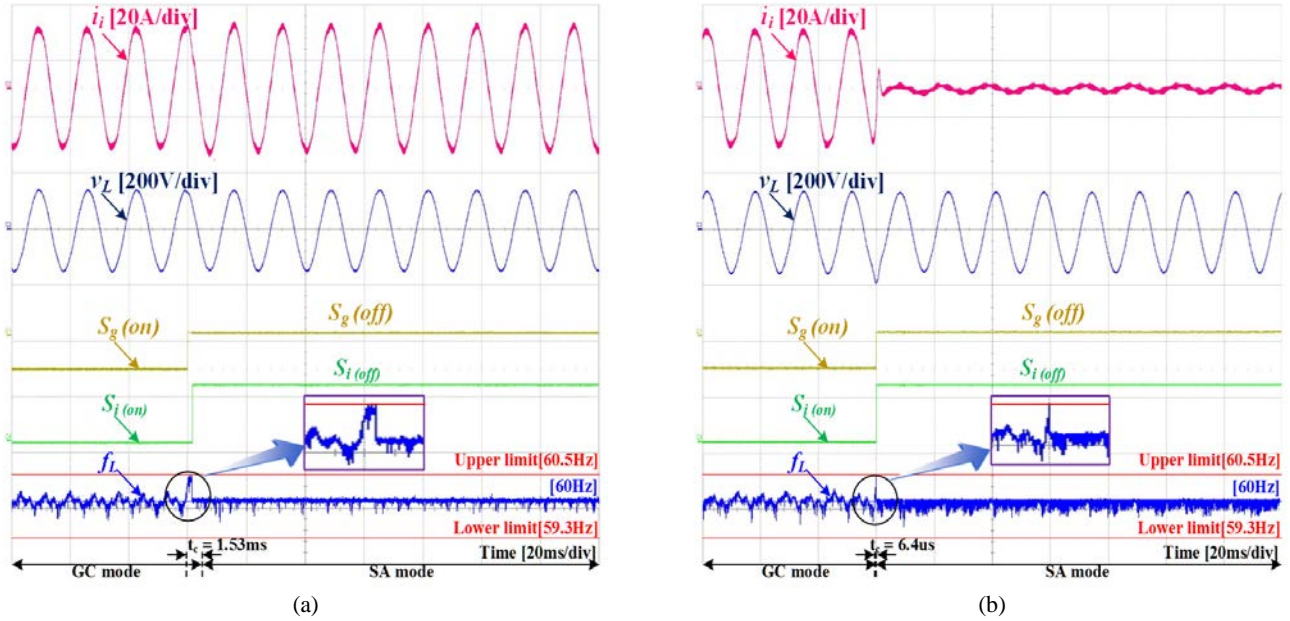 i_i [20A/div]
v_L [200V/div]
S_g (on)
S_g (off)
S_i (off)
S_i (on)
f_L
Upper limit[60.5Hz]
[60Hz]
Lower limit[59.3Hz]
t_c = 1.53ms
Time [20ms/div]
GC mode
SA mode
(a)
i_i [20A/div]
v_L [200V/div]
S_g (on)
S_g (off)
S_i (off)
S_i (on)
f_L
Upper limit[60.5Hz]
[60Hz]
Lower limit[59.3Hz]
t_c = 6.4us
Time [20ms/div]
GC mode
SA mode
(b)